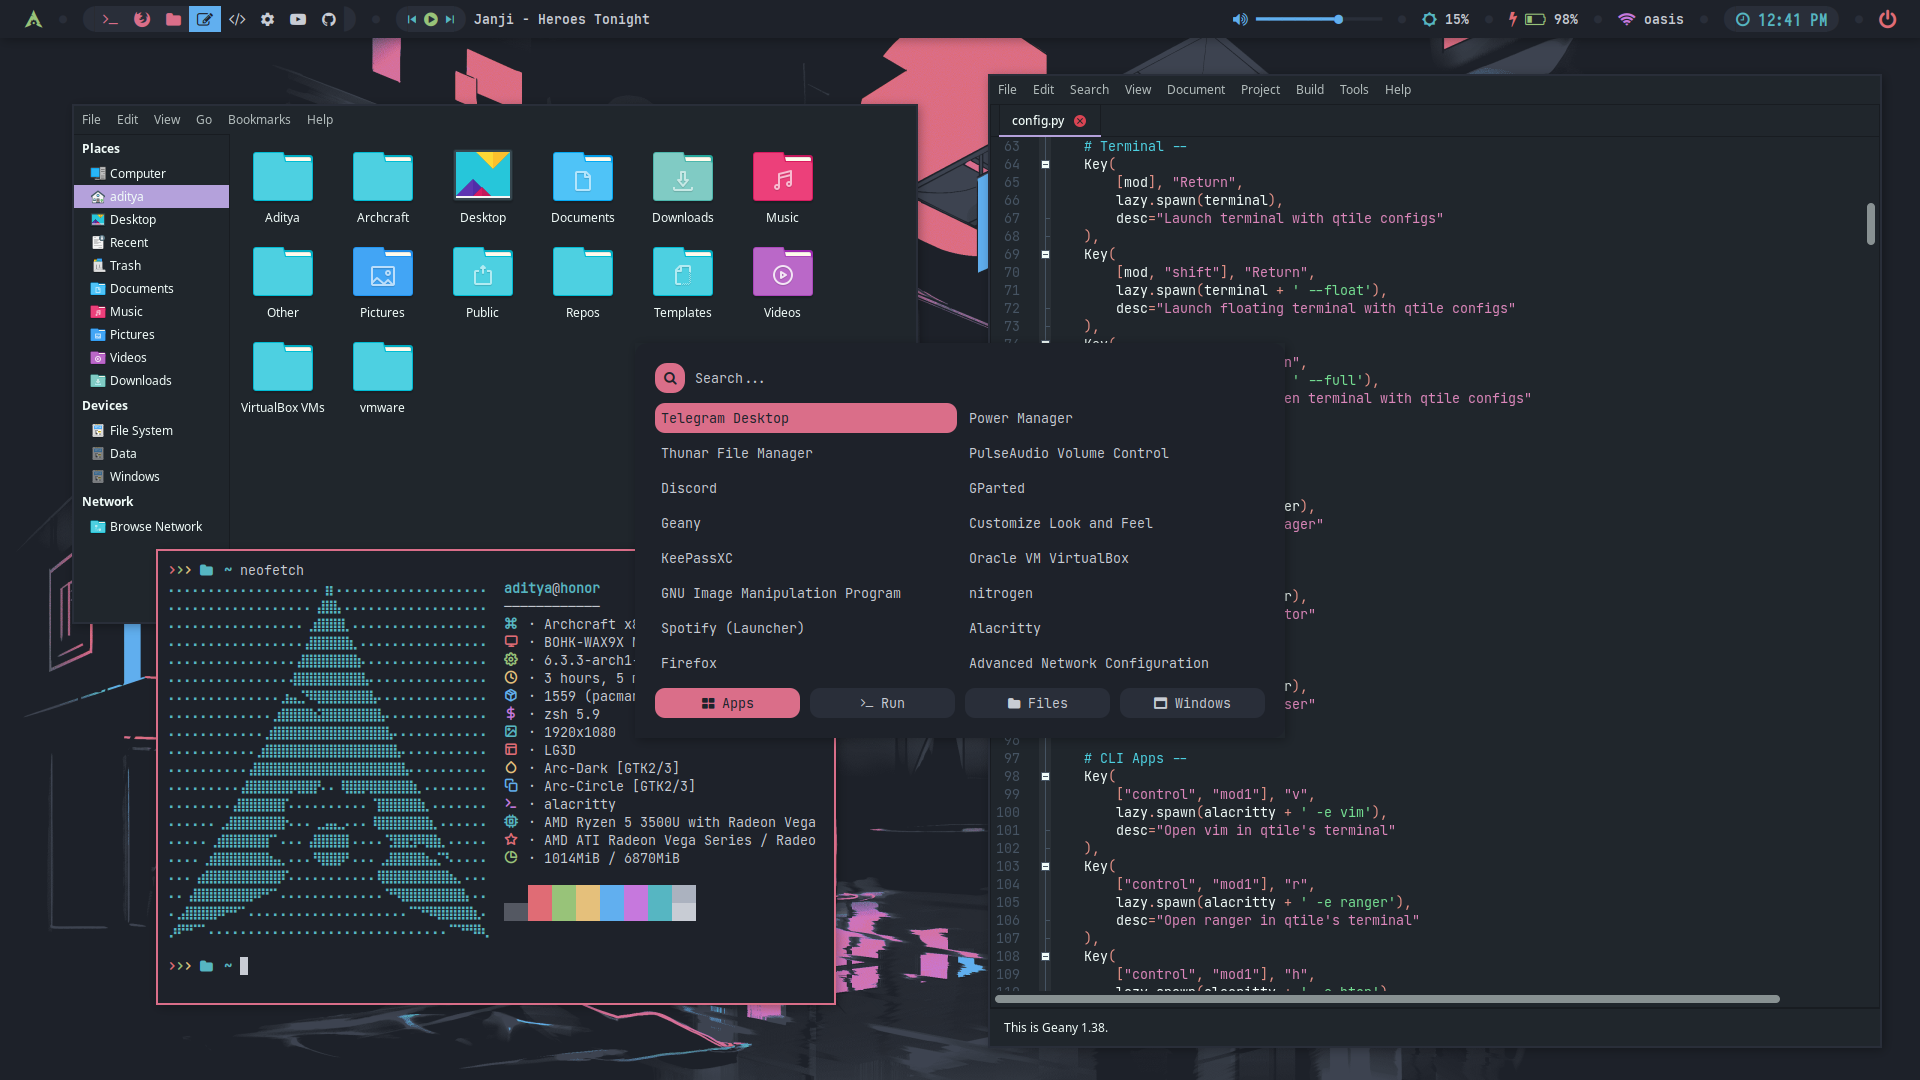 Janji - Heroes Tonight
15%
98%
oasis
12:41 PM
File Edit View Go Bookmarks Help
Places
Computer
aditya
Desktop
Recent
Trash
Documents
Music
Pictures
Videos
Downloads
Devices
File System
Data
Windows
Network
Browse Network
Aditya Archcraft Desktop Documents Downloads Music
Other Pictures Public Repos Templates Videos
VirtualBox VMs vmware
~ neofetch
aditya@honor
· Archcraft x8
· BOHK-WAX9X
· 6.3.3-arch1-
· 3 hours, 5
· 1559 (pacman
· zsh 5.9
· 1920x1080
· LG3D
· Arc-Dark [GTK2/3]
· Arc-Circle [GTK2/3]
· alacritty
· AMD Ryzen 5 3500U with Radeon Vega
· AMD ATI Radeon Vega Series / Radeo
· 1014MiB / 6870MiB
~
Search...
Telegram Desktop
Thunar File Manager
Discord
Geany
KeePassXC
GNU Image Manipulation Program
Spotify (Launcher)
Firefox
Power Manager
PulseAudio Volume Control
GParted
Customize Look and Feel
Oracle VM VirtualBox
nitrogen
Alacritty
Advanced Network Configuration
Apps Run Files Windows
File Edit Search View Document Project Build Tools Help
config.py
63 # Terminal --
64 Key(
65 [mod], "Return",
66 lazy.spawn(terminal),
67 desc="Launch terminal with qtile configs"
68 ),
69 Key(
70 [mod, "shift"], "Return",
71 lazy.spawn(terminal + ' --float'),
72 desc="Launch floating terminal with qtile configs"
73 ),
74 Key(
n",
' --full'),
en terminal with qtile configs"
er),
ager"
r),
tor"
r),
ser"
96
97 # CLI Apps --
98 Key(
99 ["control", "mod1"], "v",
100 lazy.spawn(alacritty + ' -e vim'),
101 desc="Open vim in qtile's terminal"
102 ),
103 Key(
104 ["control", "mod1"], "r",
105 lazy.spawn(alacritty + ' -e ranger'),
106 desc="Open ranger in qtile's terminal"
107 ),
108 Key(
109 ["control", "mod1"], "h",
110 lazy.spawn(alacritty + ' -e htop')
This is Geany 1.38.